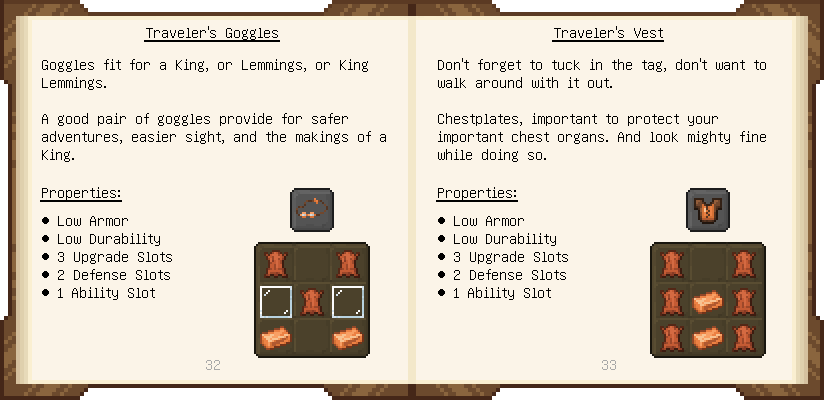 Traveler's Goggles
Goggles fit for a King, or Lemmings, or King
Lemmings.
A good pair of goggles provide for safer
adventures, easier sight, and the makings of a
King.
Properties:
• Low Armor
• Low Durability
• 3 Upgrade Slots
• 2 Defense Slots
• 1 Ability Slot
32
Traveler's Vest
Don't forget to tuck in the tag, don't want to
walk around with it out.
Chestplates, important to protect your
important chest organs. And look mighty fine
while doing so.
Properties:
• Low Armor
• Low Durability
• 3 Upgrade Slots
• 2 Defense Slots
• 1 Ability Slot
33